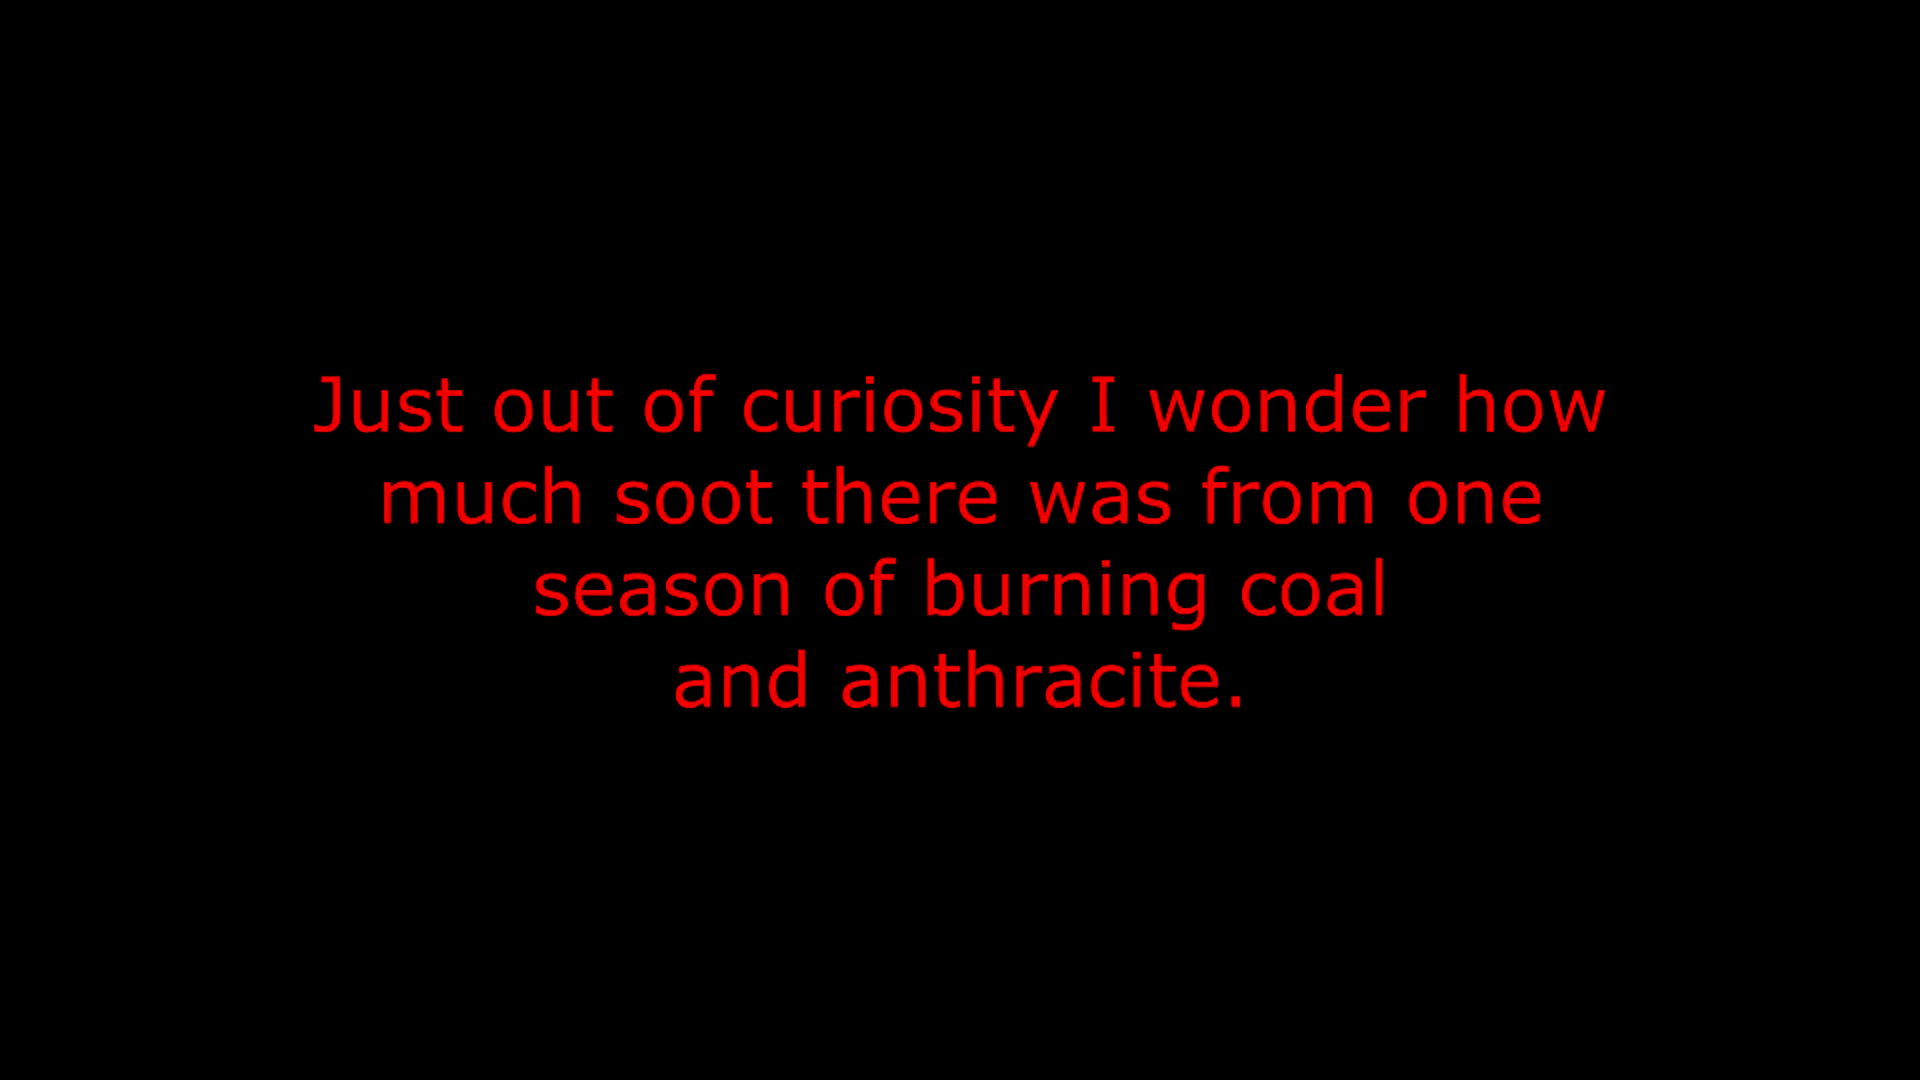 Just out of curiosity I wonder how
much soot there was from one
season of burning coal
and anthracite.